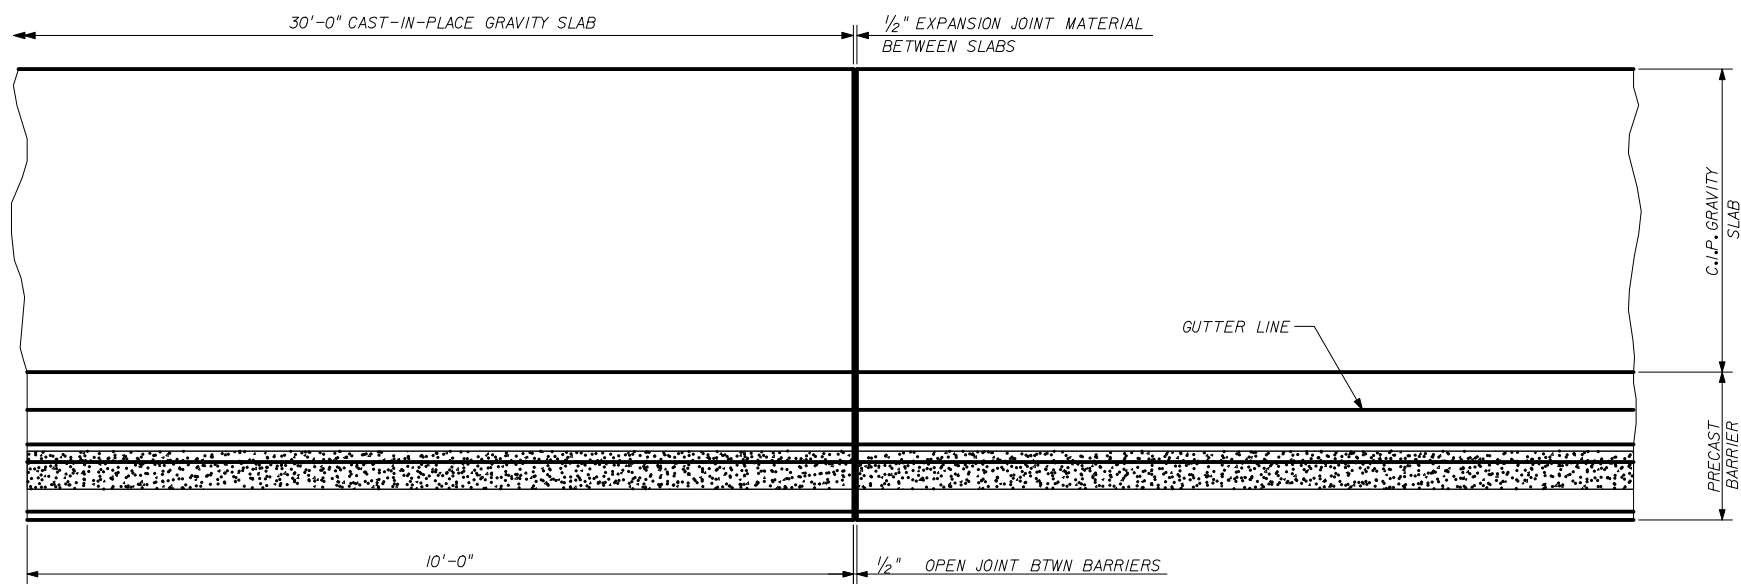 30'-0" CAST-IN-PLACE GRAVITY SLAB
1/2" EXPANSION JOINT MATERIAL
BETWEEN SLABS
C.I.P. GRAVITY
SLAB
GUTTER LINE
PRECAST
BARRIER
10'-0"
1/2" OPEN JOINT BTWN BARRIERS